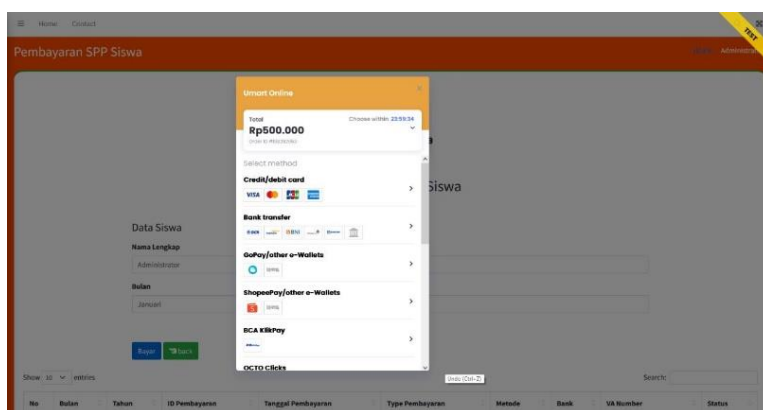 Home Contact
TEST
Pembayaran SPP Siswa
Administrator
Umart Online
Total
Choose within 23:59:54
Rp500.000
Select method
Credit/debit card
VISA
Siswa
Bank transfer
Data Siswa
Nama Lengkap
Administrator
GoPay/other e-Wallets
Bulan
Januari
ShopeePay/other e-Wallets
BCA KlikPay
Bayar back
OCTO Clicks
Undo (Ctrl+Z)
Show 10 entries
Search:
No Bulan Tahun ID Pembayaran Tanggal Pembayaran Type Pembayaran Metode Bank VA Number Status